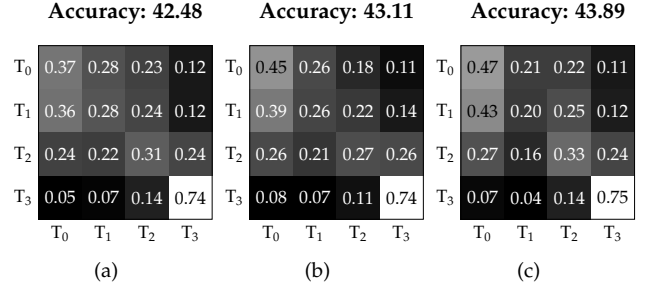 Accuracy: 42.48 Accuracy: 43.11 Accuracy: 43.89
T0 0.37 0.28 0.23 0.12 T0 0.45 0.26 0.18 0.11 T0 0.47 0.21 0.22 0.11
T1 0.36 0.28 0.24 0.12 T1 0.39 0.26 0.22 0.14 T1 0.43 0.20 0.25 0.12
T2 0.24 0.22 0.31 0.24 T2 0.26 0.21 0.27 0.26 T2 0.27 0.16 0.33 0.24
T3 0.05 0.07 0.14 0.74 T3 0.08 0.07 0.11 0.74 T3 0.07 0.04 0.14 0.75
T0 T1 T2 T3 T0 T1 T2 T3 T0 T1 T2 T3
(a) (b) (c)